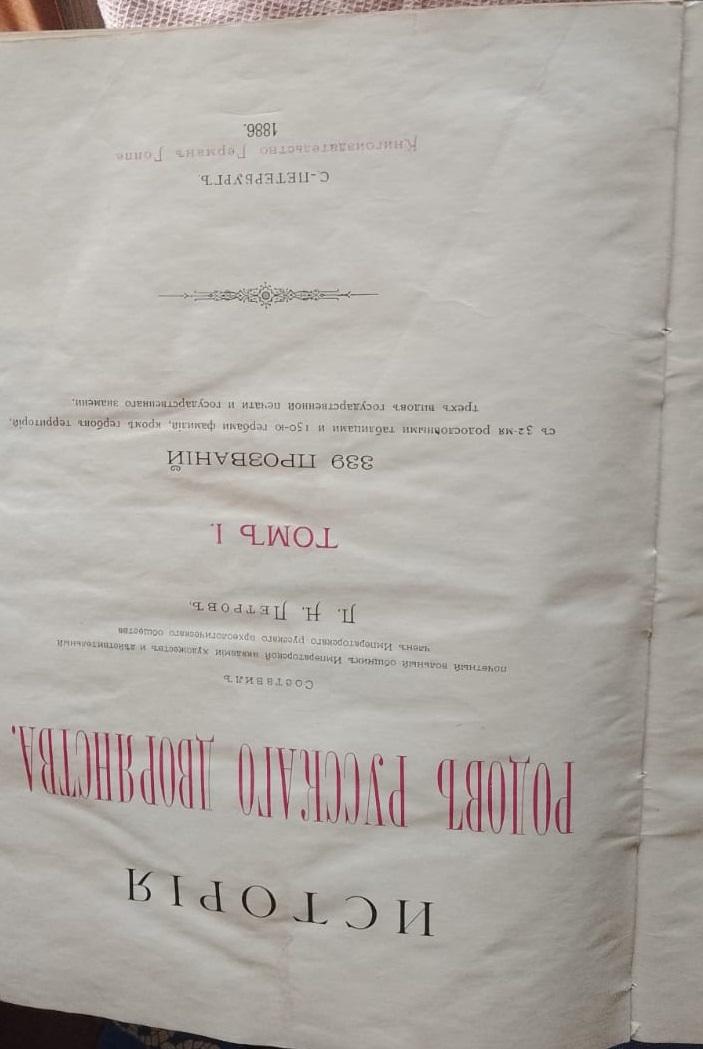 ИСТОРІЯ
РОДОВЪ РУССКАГО ДВОРЯНСТВА.
Составилъ
почетный вольный общникъ Императорской академіи художествъ и дѣйствительный
членъ Императорскаго русскаго археологическаго общества
П. Н. Петровъ.
ТОМЪ I.
339 ПРОЗВАНІЙ
съ 32-мя родословными таблицами и 150-ю гербами фамилій, кромѣ гербовъ территорій,
трехъ видовъ государственной печати и государственнаго знамени.
С.-ПЕТЕРБУРГЪ.
Книгоиздательство Германъ Гоппе
1886.